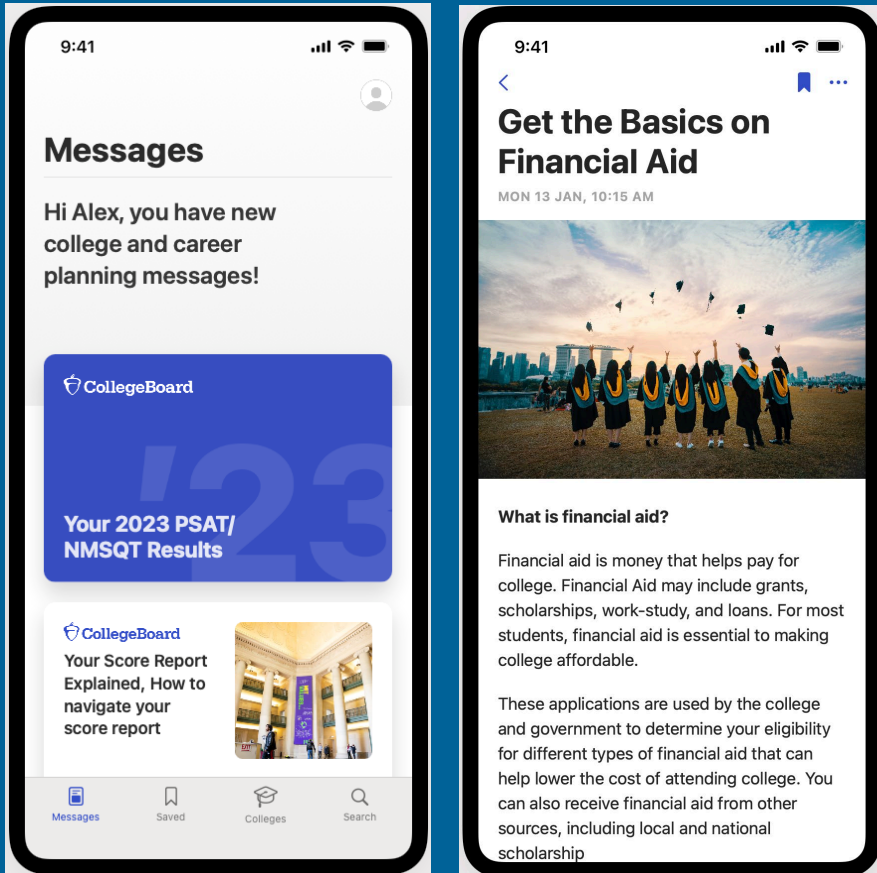 9:41
Messages
Hi Alex, you have new
college and career
planning messages!
CollegeBoard
'23
Your 2023 PSAT/
NMSQT Results
CollegeBoard
Your Score Report
Explained, How to
navigate your
score report
Messages
Saved
Colleges
Search
9:41
Get the Basics on
Financial Aid
MON 13 JAN, 10:15 AM
What is financial aid?
Financial aid is money that helps pay for
college. Financial Aid may include grants,
scholarships, work-study, and loans. For most
students, financial aid is essential to making
college affordable.
These applications are used by the college
and government to determine your eligibility
for different types of financial aid that can
help lower the cost of attending college. You
can also receive financial aid from other
sources, including local and national
scholarship